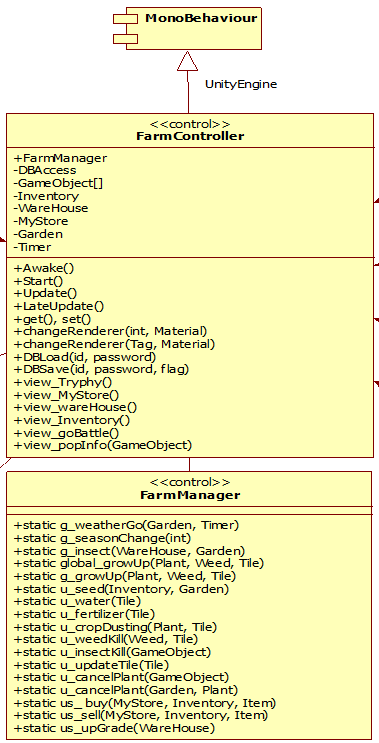 MonoBehaviour
UnityEngine
<<control>>
FarmController
+FarmManager
-DBAccess
-GameObject[]
-Inventory
-WareHouse
-MyStore
-Garden
-Timer
+Awake()
+Start()
+Update()
+LateUpdate()
+get(), set()
+changeRenderer(int, Material)
+changeRenderer(Tag, Material)
+DBLoad(id, password)
+DBSave(id, password, flag)
+view_Tryphy()
+view_MyStore()
+view_wareHouse()
+view_Inventory()
+view_goBattle()
+view_popInfo(GameObject)
<<control>>
FarmManager
+static g_weatherGo(Garden, Timer)
+static g_seasonChange(int)
+static g_insect(WareHouse, Garden)
+static global_growUp(Plant, Weed, Tile)
+static g_growUp(Plant, Weed, Tile)
+static u_seed(Inventory, Garden)
+static u_water(Tile)
+static u_fertilizer(Tile)
+static u_cropDusting(Plant, Tile)
+static u_weedKill(Weed, Tile)
+static u_insectKill(GameObject)
+static u_updateTile(Tile)
+static u_cancelPlant(GameObject)
+static u_cancelPlant(Garden, Plant)
+static us_ buy(MyStore, Inventory, Item)
+static us_sell(MyStore, Inventory, Item)
+static us_upGrade(WareHouse)